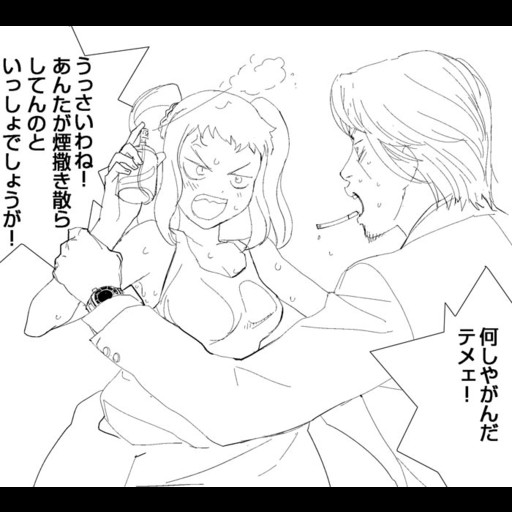 何しやがんだ
テメェ！
うっさいわね！
あんたが煙撒き散ら
してんのと
いっしょでしょうが！